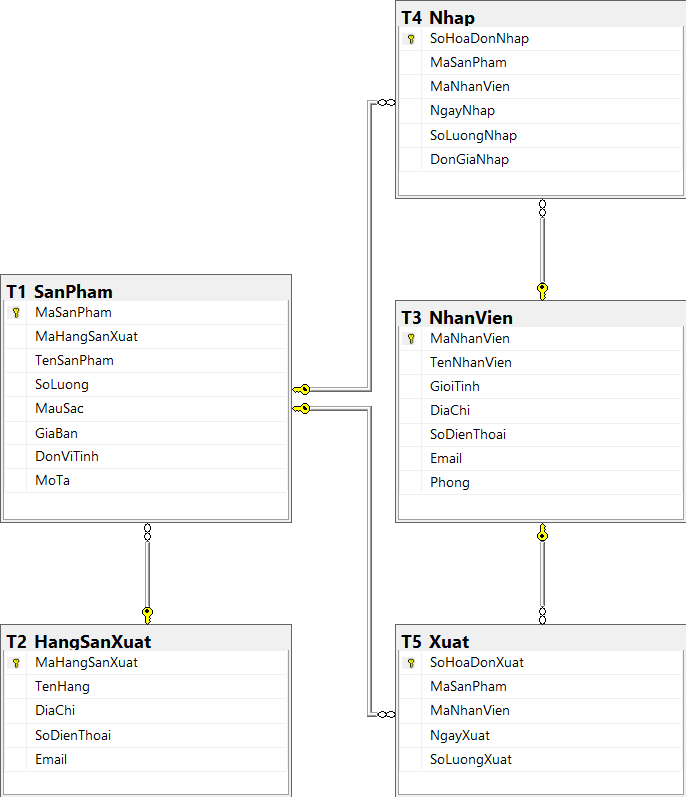 T4 Nhap
SoHoaDonNhap
MaSanPham
MaNhanVien
NgayNhap
SoLuongNhap
DonGiaNhap
T1 SanPham
MaSanPham
MaHangSanXuat
TenSanPham
SoLuong
MauSac
GiaBan
DonViTinh
MoTa
T3 NhanVien
MaNhanVien
TenNhanVien
GioiTinh
DiaChi
SoDienThoai
Email
Phong
T2 HangSanXuat
MaHangSanXuat
TenHang
DiaChi
SoDienThoai
Email
T5 Xuat
SoHoaDonXuat
MaSanPham
MaNhanVien
NgayXuat
SoLuongXuat